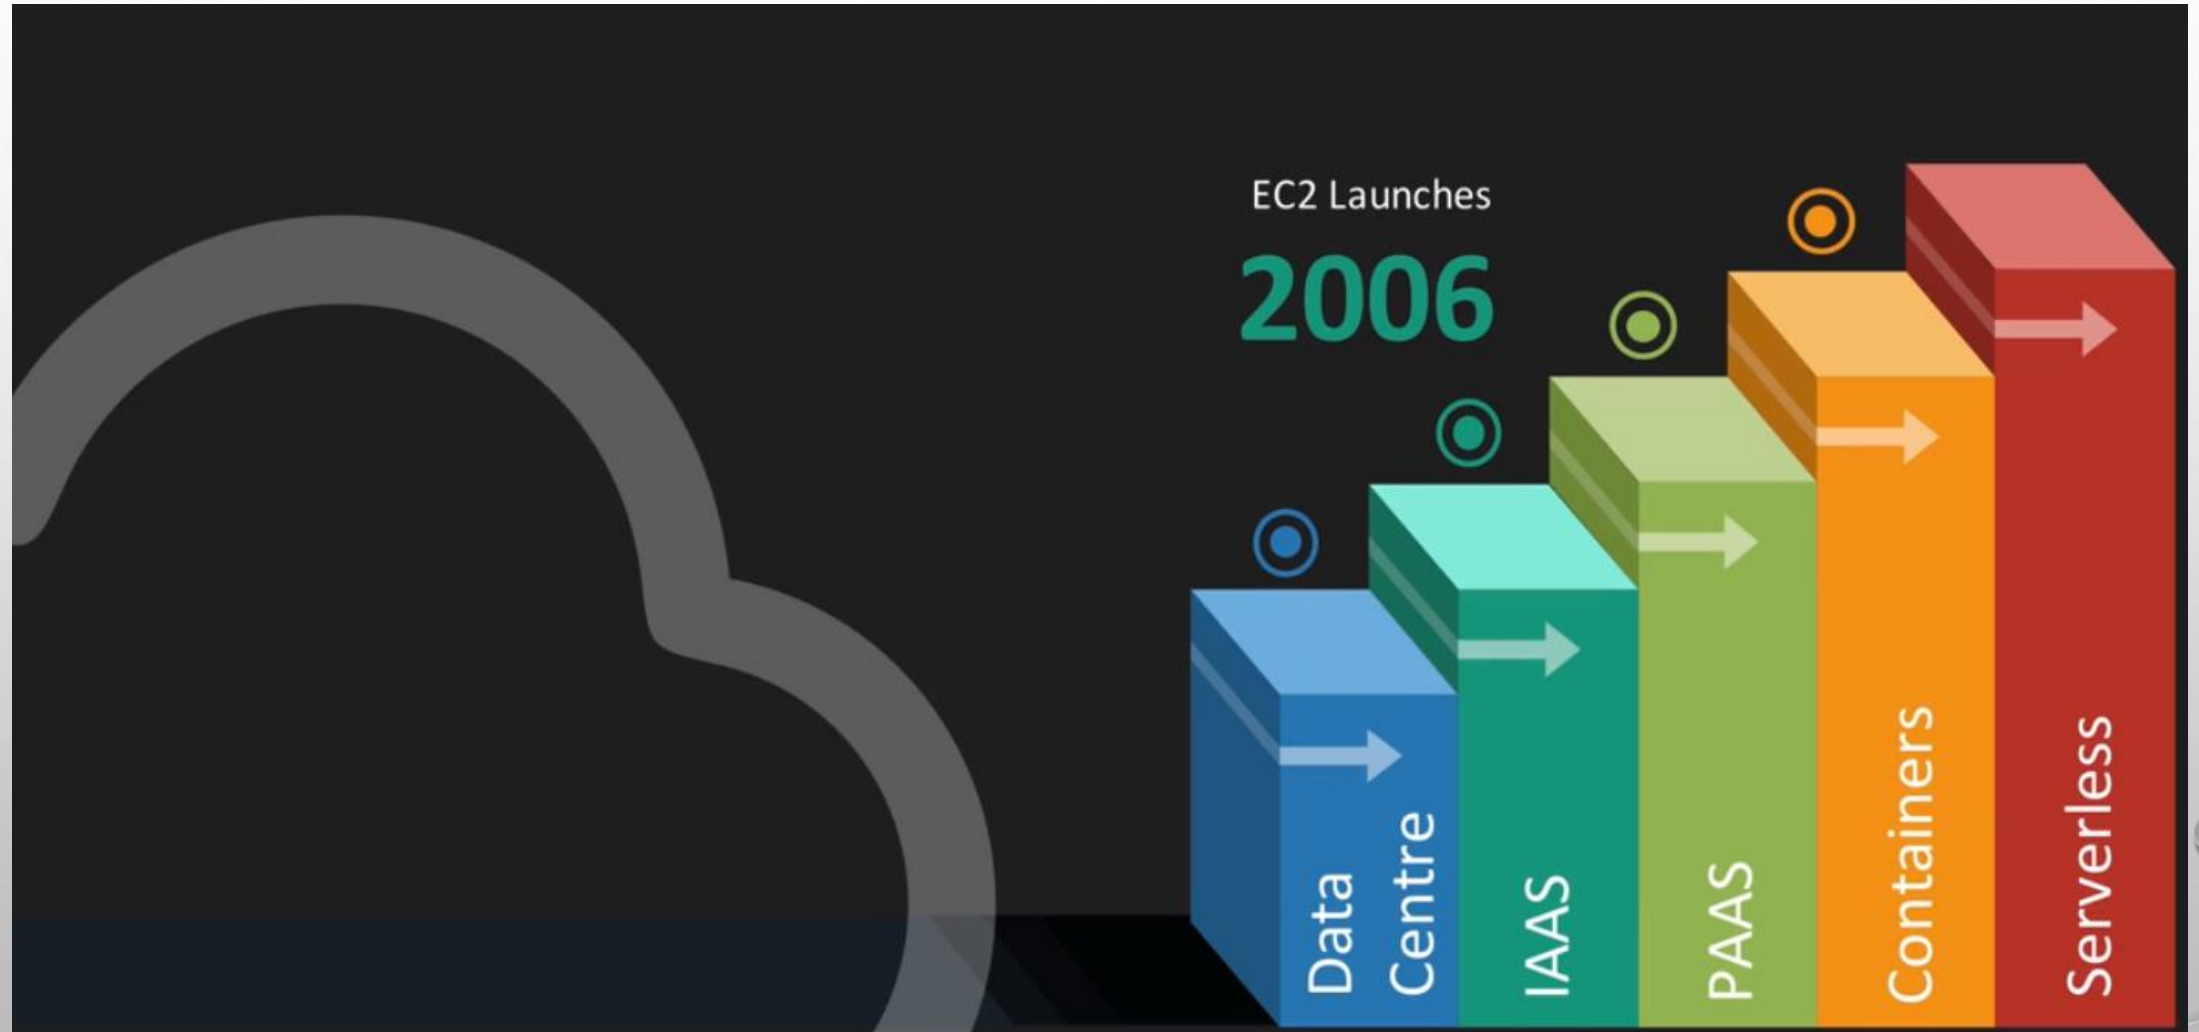 EC2 Launches
2006
Data
Centre
IAAS
PAAS
Containers
Serverless